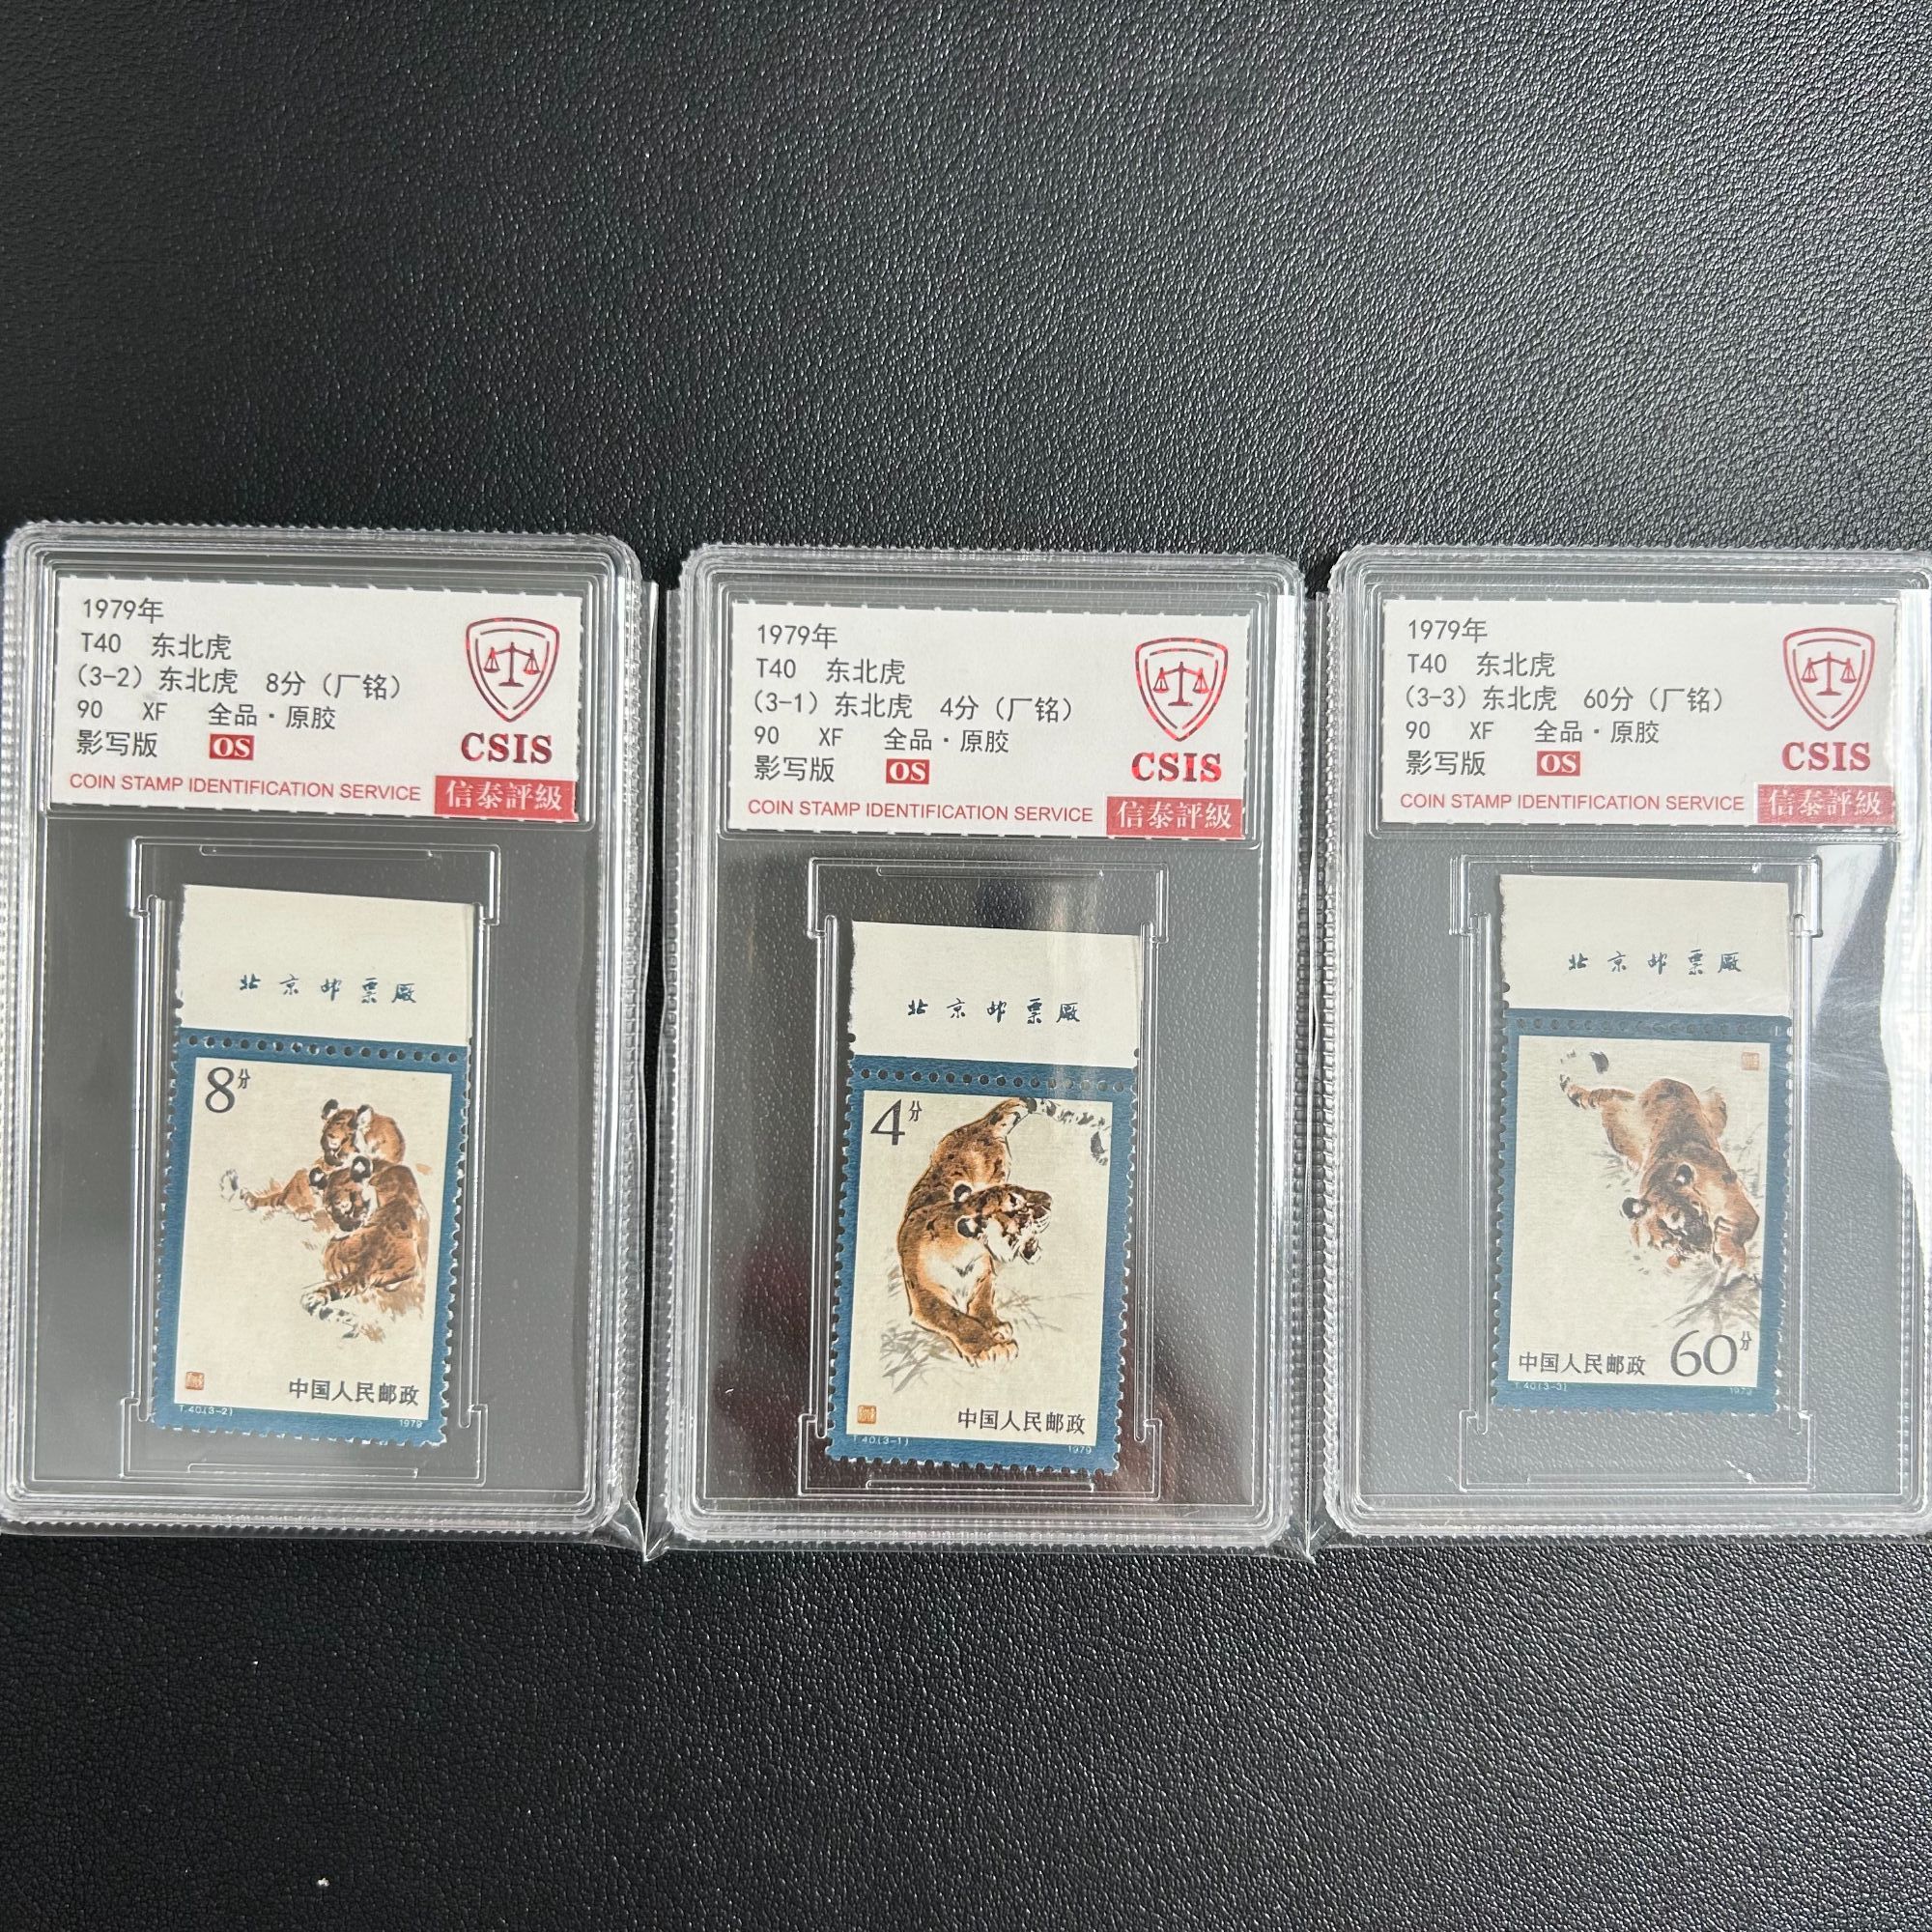 1979年
T40 东北虎
(3-2) 东北虎 8分 (厂铭)
90 XF 全品·原胶
影写版 OS
CSIS
COIN STAMP IDENTIFICATION SERVICE 信泰評級
北京邮票厰
8分
中国人民邮政
T.40(3-2) 1979
1979年
T40 东北虎
(3-1) 东北虎 4分 (厂铭)
90 XF 全品·原胶
影写版 OS
CSIS
COIN STAMP IDENTIFICATION SERVICE 信泰評級
北京邮票厰
4分
中国人民邮政
T.40(3-1) 1979
1979年
T40 东北虎
(3-3) 东北虎 60分 (厂铭)
90 XF 全品·原胶
影写版 OS
CSIS
COIN STAMP IDENTIFICATION SERVICE 信泰評級
北京邮票厰
中国人民邮政 60分
T.40(3-3) 1979